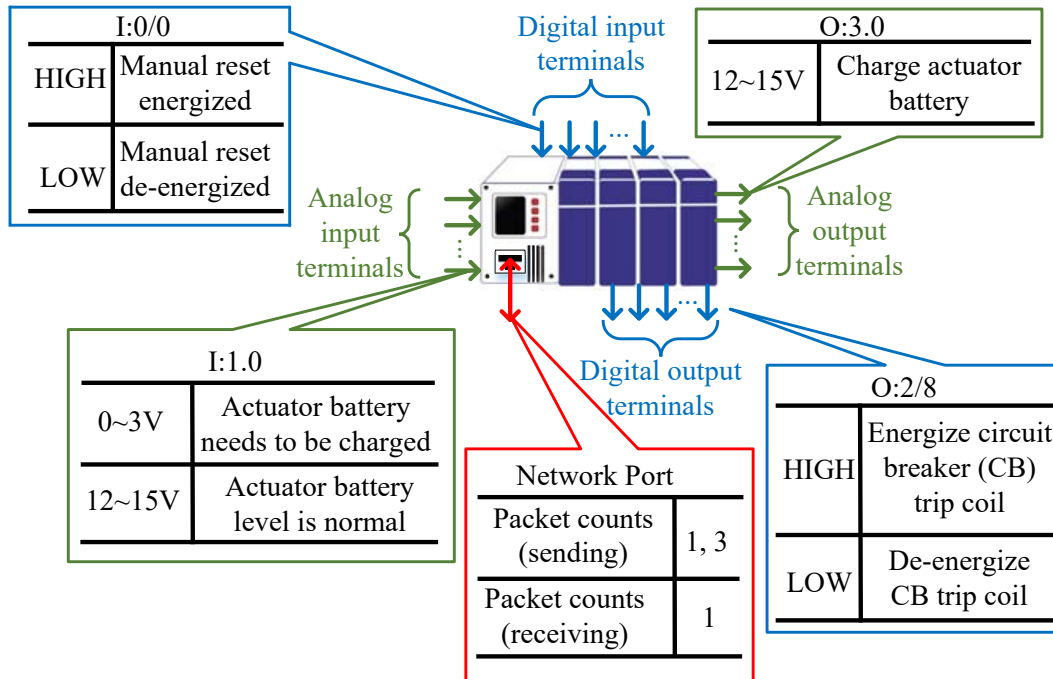 I:0/0
HIGH
Manual reset
energized
LOW
Manual reset
de-energized
Digital input
terminals
...
O:3.0
12~15V
Charge actuator
battery
Analog
input
terminals
...
Analog
output
terminals
...
...
Digital output
terminals
I:1.0
0~3V
Actuator battery
needs to be charged
12~15V
Actuator battery
level is normal
Network Port
Packet counts
(sending)
1, 3
Packet counts
(receiving)
1
O:2/8
HIGH
Energize circuit
breaker (CB)
trip coil
LOW
De-energize
CB trip coil